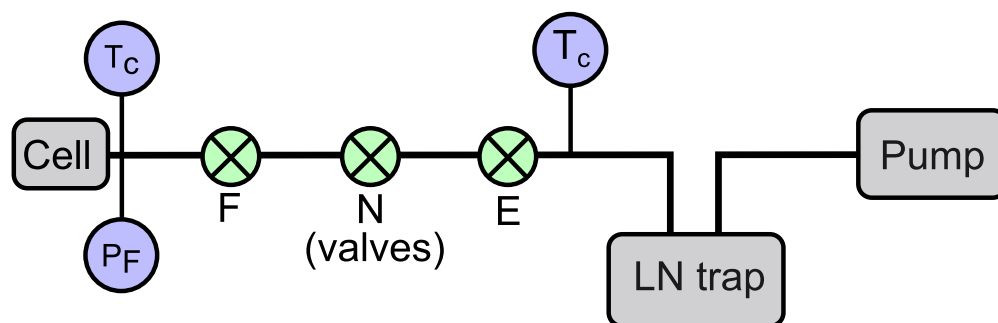 Tc
Tc
Cell
Pump
F
N
E
(valves)
PF
LN trap